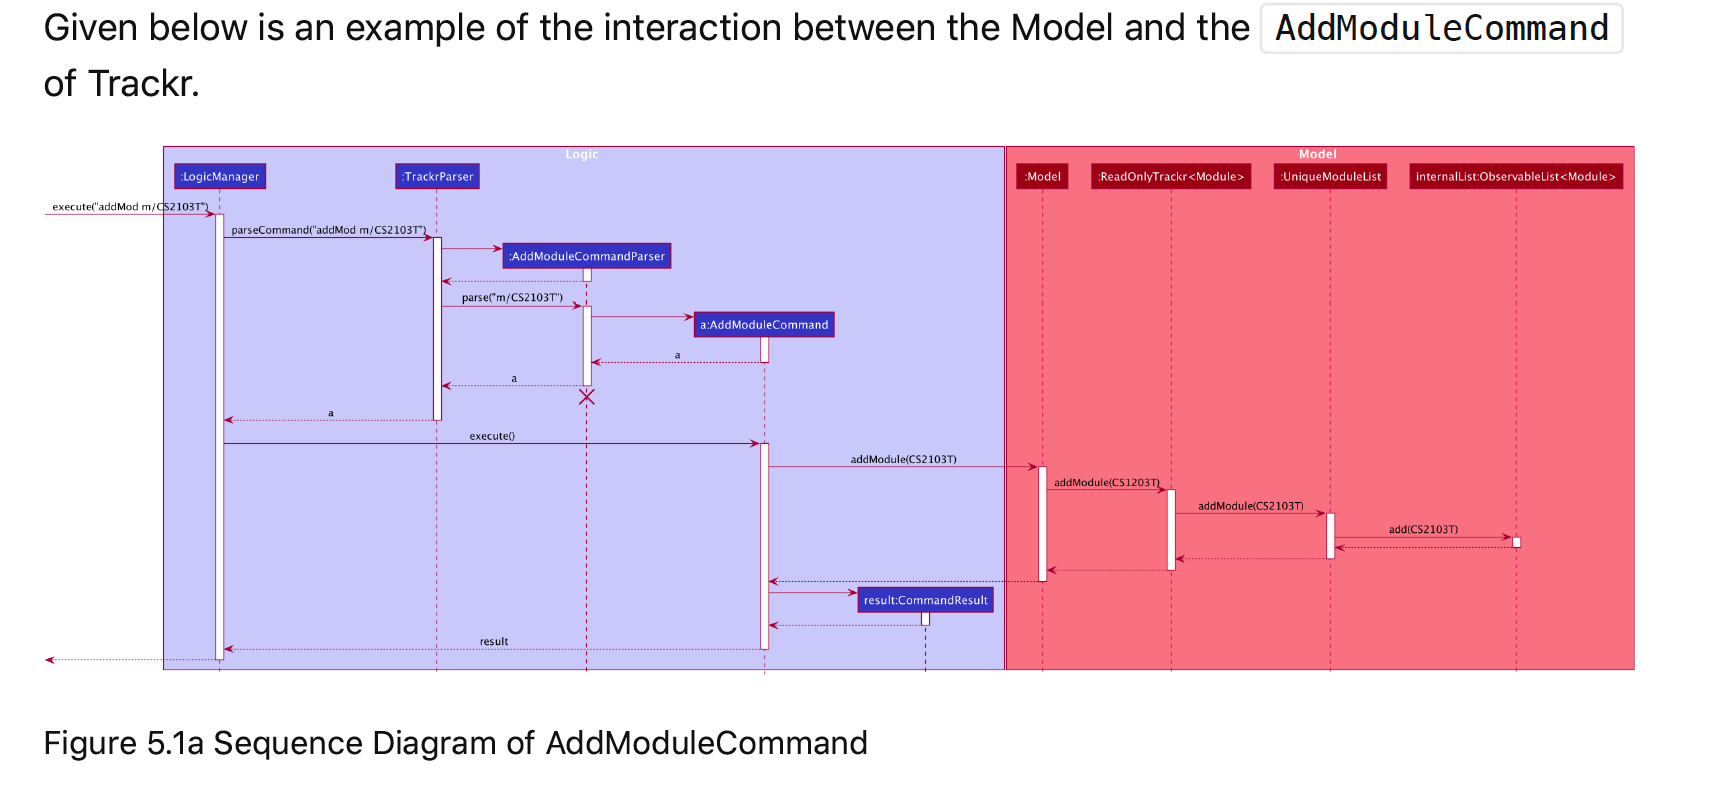 Given below is an example of the interaction between the Model and the AddModuleCommand
of Trackr.
Logic
Model
:LogicManager
:TrackrParser
:Model
:ReadOnlyTrackr<Module>
:UniqueModuleList
internalList:ObservableList<Module>
execute("addMod m/CS2103T")
parseCommand("addMod m/CS2103T")
:AddModuleCommandParser
parse("m/CS2103T")
a:AddModuleCommand
a
a
a
execute()
addModule(CS2103T)
addModule(CS1203T)
addModule(CS2103T)
add(CS2103T)
result:CommandResult
result
Figure 5.1a Sequence Diagram of AddModuleCommand